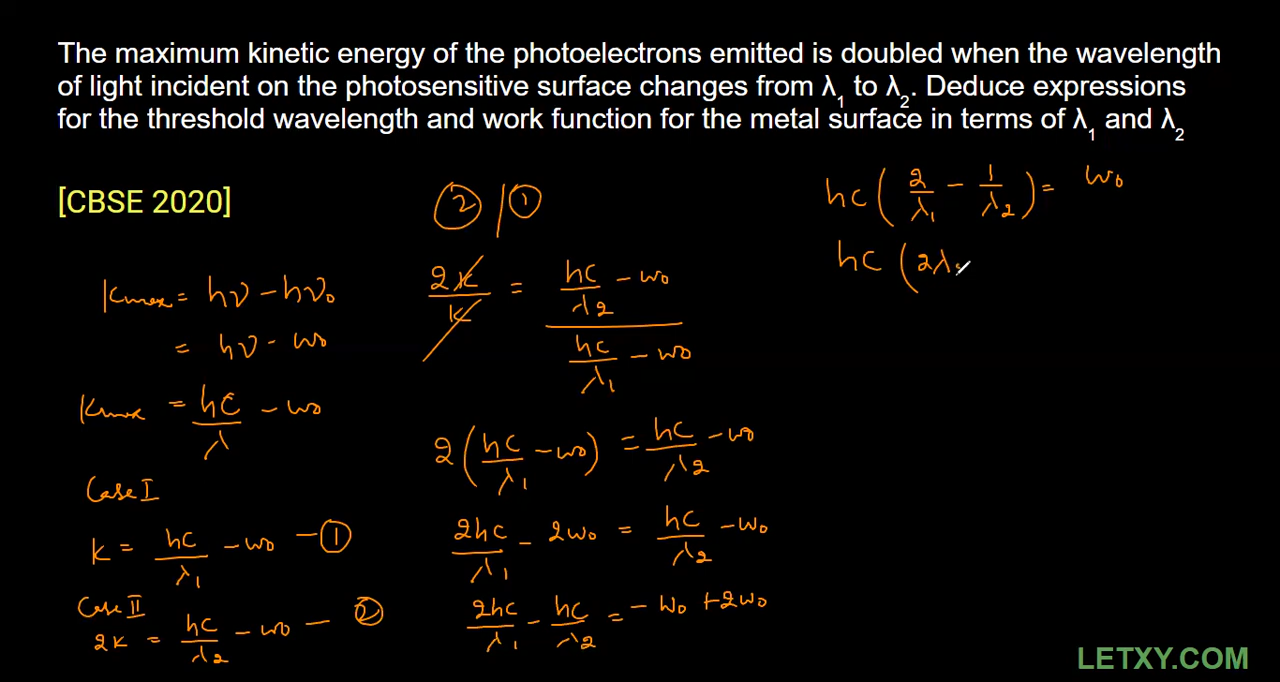 The maximum kinetic energy of the photoelectrons emitted is doubled when the wavelength
of light incident on the photosensitive surface changes from λ₁ to λ₂. Deduce expressions
for the threshold wavelength and work function for the metal surface in terms of λ₁ and λ₂
[CBSE 2020]
Kmax = hν – hν₀
= hν – w₀
Kmax = hc/λ – w₀
Case I
K = hc/λ₁ – w₀ – ①
Case II
2K = hc/λ₂ – w₀ – ②
② / ①
2K/K = (hc/λ₂ – w₀)/(hc/λ₁ – w₀)
2(hc/λ₁ – w₀) = hc/λ₂ – w₀
2hc/λ₁ – 2w₀ = hc/λ₂ – w₀
2hc/λ₁ – hc/λ₂ = – w₀ + 2w₀
hc(2/λ₁ – 1/λ₂) = w₀
hc(2λ₂
LETXY.COM